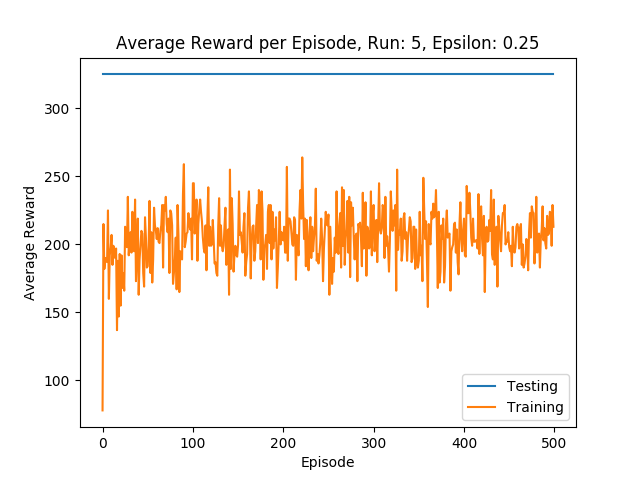 Average Reward per Episode, Run: 5, Epsilon: 0.25
Average Reward
300
250
200
150
100
0
100
200
300
400
500
Episode
Testing
Training